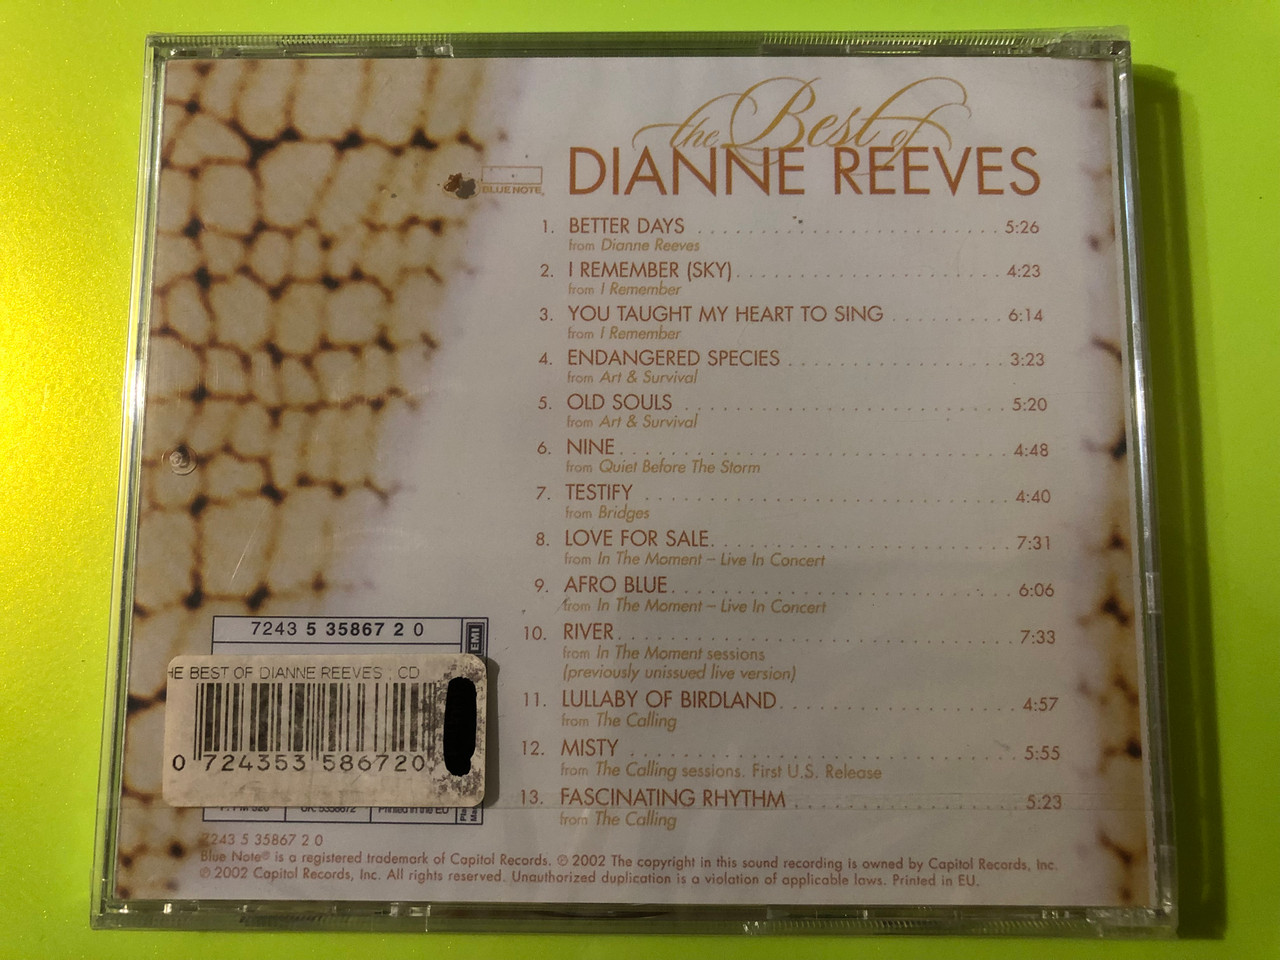 the Best of
DIANNE REEVES
BLUE NOTE
1. BETTER DAYS 5:26
from Dianne Reeves
2. I REMEMBER (SKY) 4:23
from I Remember
3. YOU TAUGHT MY HEART TO SING 6:14
from I Remember
4. ENDANGERED SPECIES 3:23
from Art & Survival
5. OLD SOULS 5:20
from Art & Survival
6. NINE 4:48
from Quiet Before The Storm
7. TESTIFY 4:40
from Bridges
8. LOVE FOR SALE 7:31
from In The Moment – Live In Concert
9. AFRO BLUE 6:06
from In The Moment – Live In Concert
10. RIVER 7:33
from In The Moment sessions
(previously unissued live version)
11. LULLABY OF BIRDLAND 4:57
from The Calling
12. MISTY 5:55
from The Calling sessions. First U.S. Release
13. FASCINATING RHYTHM 5:23
from The Calling
7243 5 35867 2 0
EMI
HE BEST OF DIANNE REEVES ; CD
0 724353 586720
Printed in the EU
7243 5 35867 2 0
Blue Note® is a registered trademark of Capitol Records. © 2002 The copyright in this sound recording is owned by Capitol Records, Inc.
℗ 2002 Capitol Records, Inc. All rights reserved. Unauthorized duplication is a violation of applicable laws. Printed in EU.